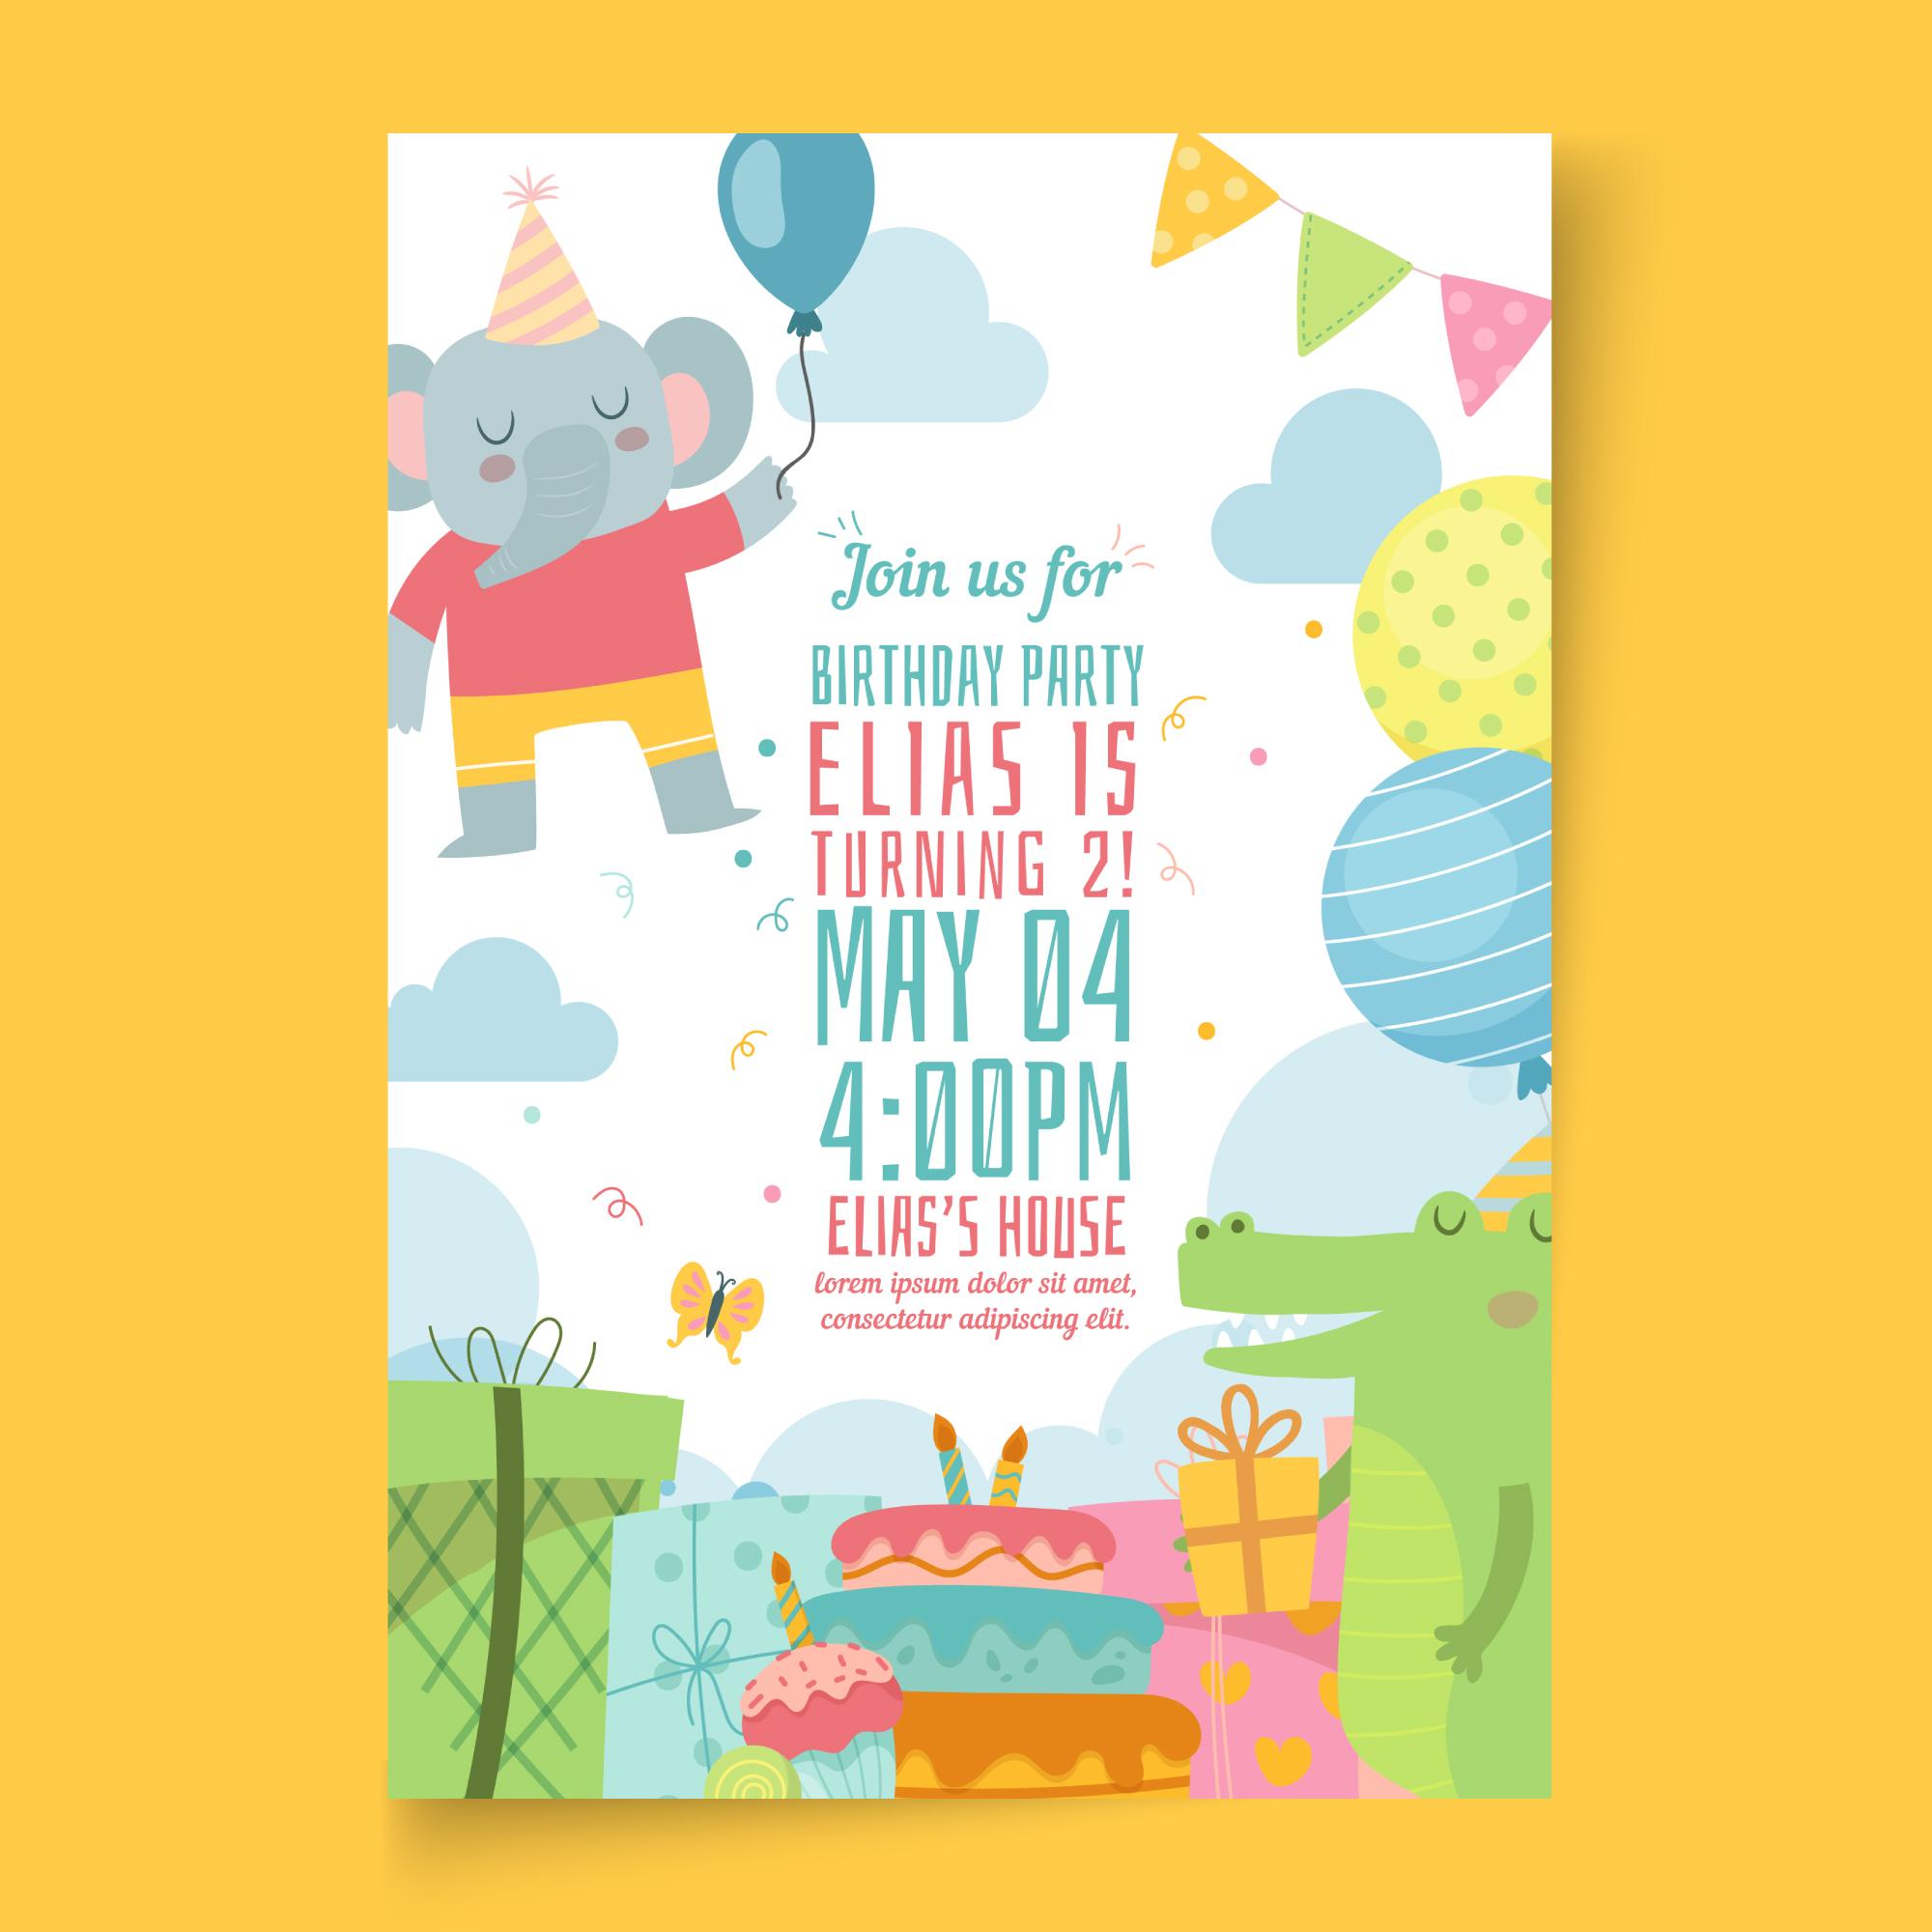 Join us for
BIRTHDAY PARTY
ELIAS IS
TURNING 2!
MAY 04
4:00PM
ELIAS'S HOUSE
lorem ipsum dolor sit amet,
consectetur adipiscing elit.